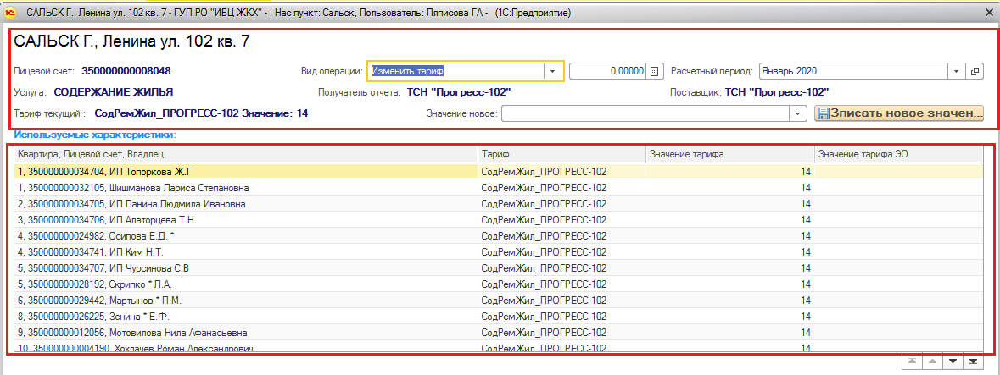 САЛЬСК Г., Ленина ул. 102 кв. 7 - ГУП РО "ИВЦ ЖКХ" - , Нас.пункт: Сальск, Пользователь: Ляписова ГА - (1С:Предприятие)
САЛЬСК Г., Ленина ул. 102 кв. 7
Лицевой счет: 350000000008048 Вид операции: Изменить тариф 0,00000 Расчетный период: Январь 2020
Услуга: СОДЕРЖАНИЕ ЖИЛЬЯ Получатель отчета: ТСН "Прогресс-102" Поставщик: ТСН "Прогресс-102"
Тариф текущий :: СодРемЖил_ПРОГРЕСС-102 Значение: 14 Значение новое: Зписать новое значен...
Используемые характеристики:
Квартира, Лицевой счет, Владлец Тариф Значение тарифа Значение тарифа ЭО
1, 350000000034704, ИП Топоркова Ж.Г СодРемЖил_ПРОГРЕСС-102 14
1, 350000000032105, Шишманова Лариса Степановна СодРемЖил_ПРОГРЕСС-102 14
2, 350000000034705, ИП Ланина Людмила Ивановна СодРемЖил_ПРОГРЕСС-102 14
3, 350000000034706, ИП Алаторцева Т.Н. СодРемЖил_ПРОГРЕСС-102 14
4, 350000000024982, Осипова Е.Д. * СодРемЖил_ПРОГРЕСС-102 14
4, 350000000034741, ИП Ким Н.Т. СодРемЖил_ПРОГРЕСС-102 14
5, 350000000034707, ИП Чурсинова С.В СодРемЖил_ПРОГРЕСС-102 14
5, 350000000028192, Скрипко * Л.А. СодРемЖил_ПРОГРЕСС-102 14
6, 350000000029442, Мартынов * П.М. СодРемЖил_ПРОГРЕСС-102 14
8, 350000000026225, Зенина * Е.Ф. СодРемЖил_ПРОГРЕСС-102 14
9, 350000000012056, Мотовилова Нила Афанасьевна СодРемЖил_ПРОГРЕСС-102 14
10, 350000000004190, Хохлачев Роман Александрович СодРемЖил_ПРОГРЕСС-102 14